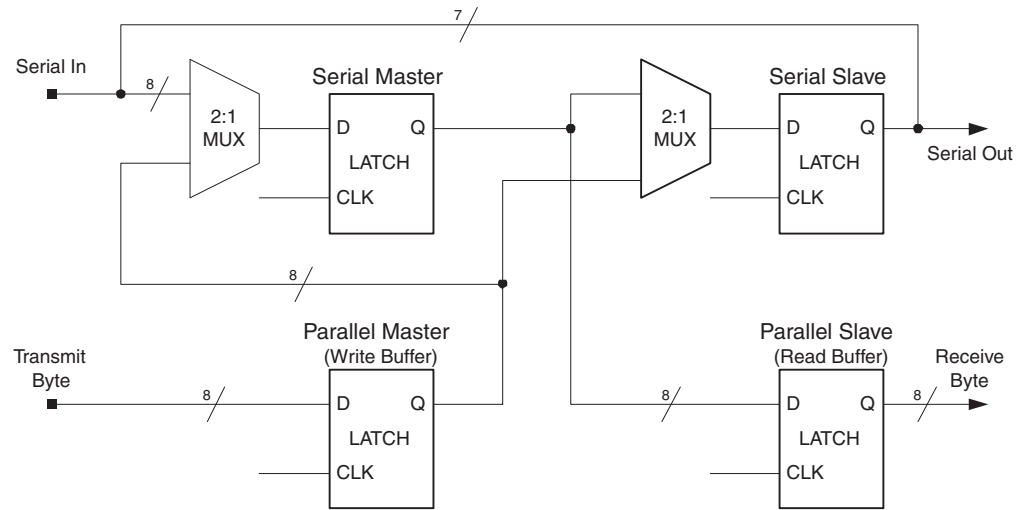 7
Serial In
8
2:1
MUX
Serial Master
D
Q
LATCH
CLK
2:1
MUX
Serial Slave
D
Q
LATCH
CLK
Serial Out
8
Transmit
Byte
8
Parallel Master
(Write Buffer)
D
Q
LATCH
CLK
8
Parallel Slave
(Read Buffer)
D
Q
LATCH
CLK
8
Receive
Byte